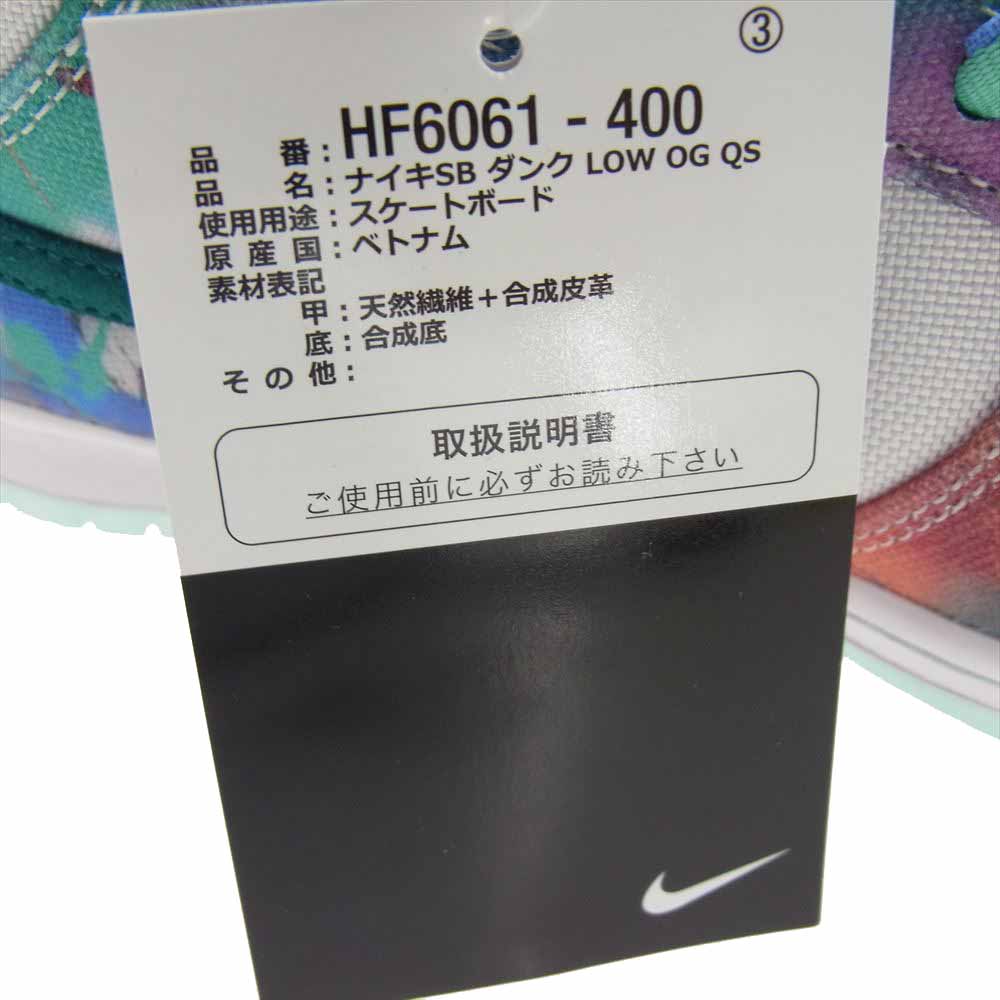 ③
品 番：HF6061 - 400
品 名：ナイキSB ダンク LOW OG QS
使用用途：スケートボード
原 産 国：ベトナム
素材表記
甲：天然繊維＋合成皮革
底：合成底
そ の 他：
取扱説明書
ご使用前に必ずお読み下さい